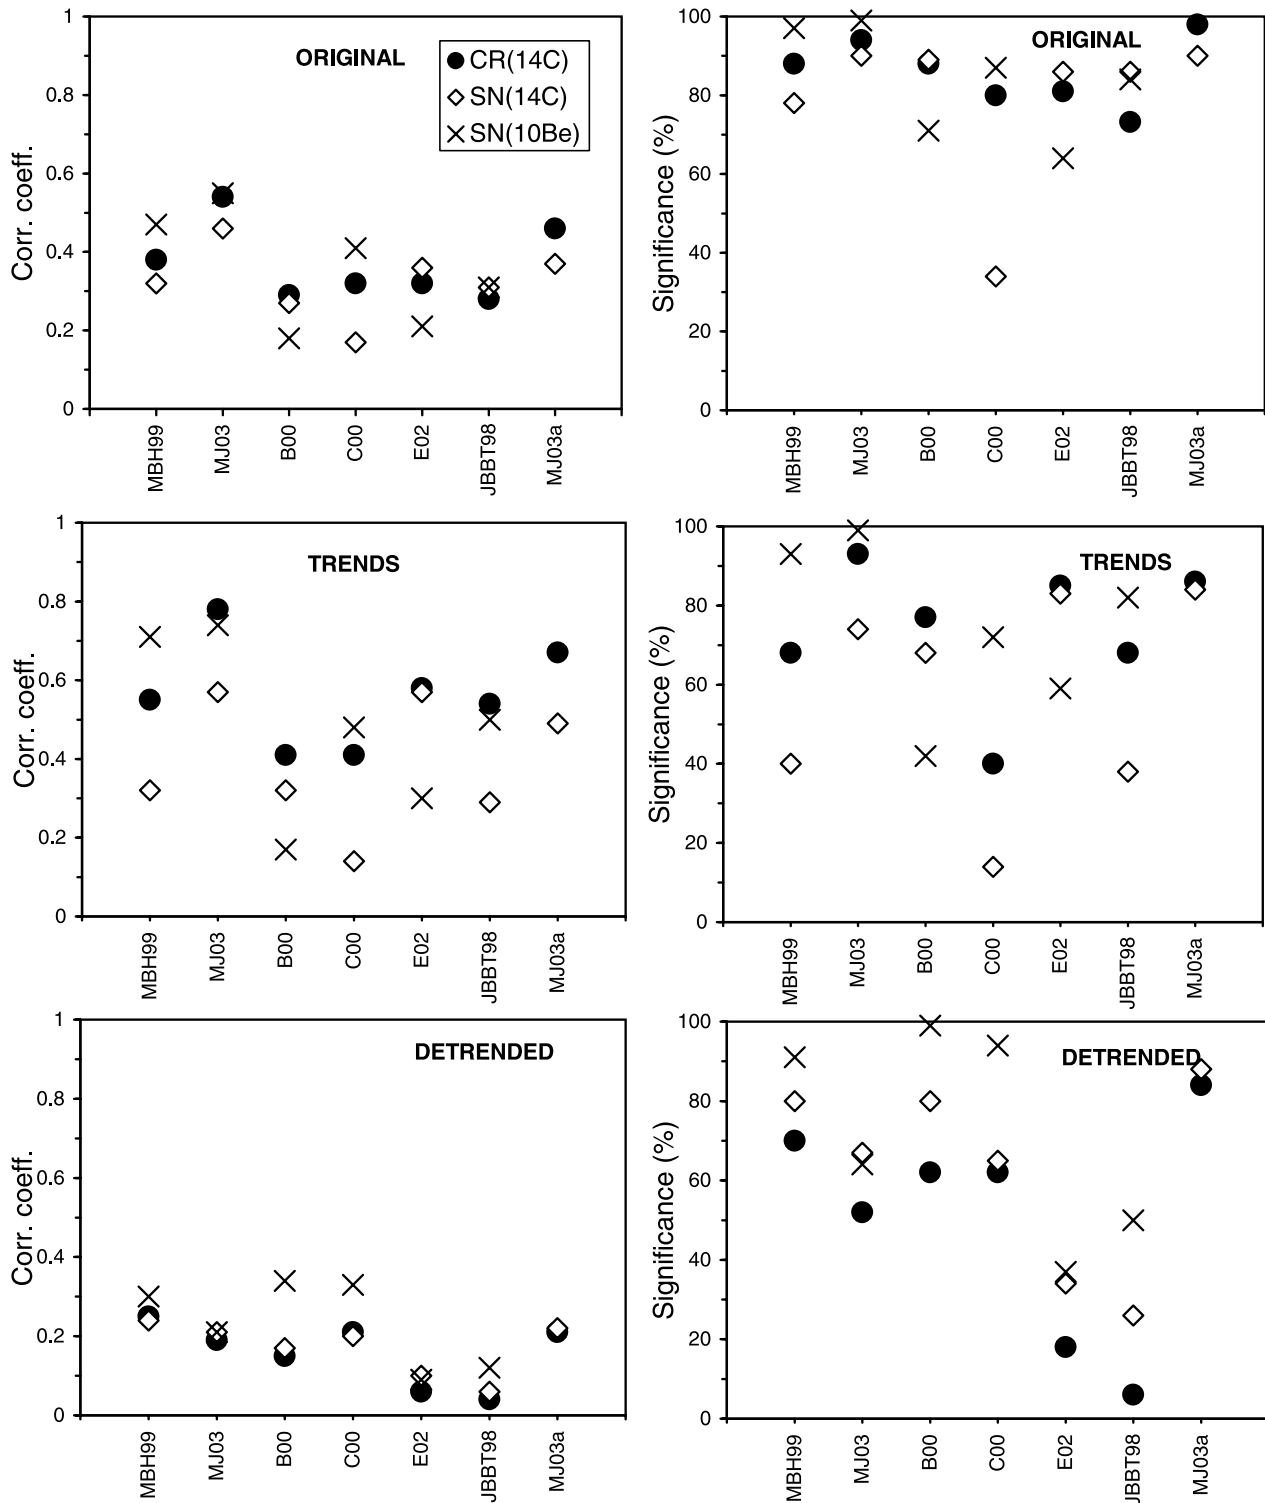 ORIGINAL
CR(14C)
SN(14C)
SN(10Be)
Corr. coeff.
1
0.8
0.6
0.4
0.2
0
MBH99
MJ03
B00
C00
E02
JBBT98
MJ03a
ORIGINAL
Significance (%)
100
80
60
40
20
0
MBH99
MJ03
B00
C00
E02
JBBT98
MJ03a
TRENDS
Corr. coeff.
1
0.8
0.6
0.4
0.2
0
MBH99
MJ03
B00
C00
E02
JBBT98
MJ03a
TRENDS
Significance (%)
100
80
60
40
20
0
MBH99
MJ03
B00
C00
E02
JBBT98
MJ03a
DETRENDED
Corr. coeff.
1
0.8
0.6
0.4
0.2
0
MBH99
MJ03
B00
C00
E02
JBBT98
MJ03a
DETRENDED
Significance (%)
100
80
60
40
20
0
MBH99
MJ03
B00
C00
E02
JBBT98
MJ03a